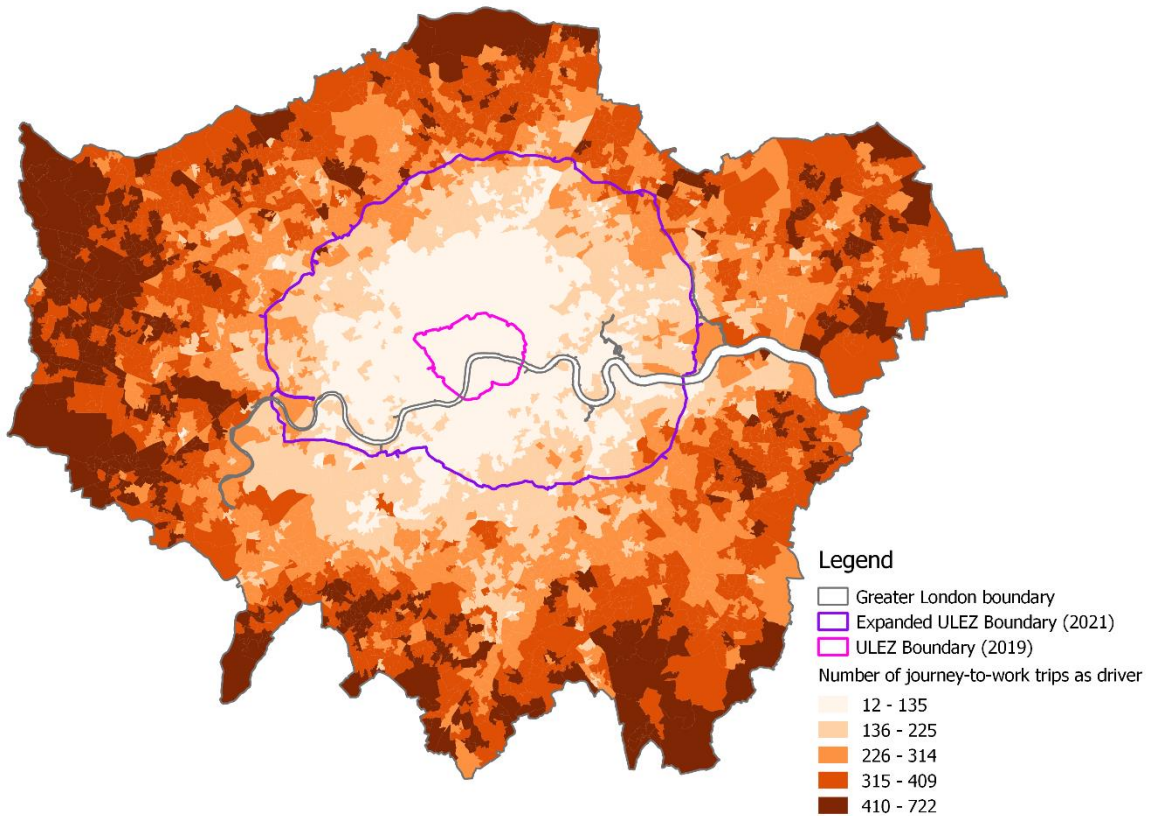 Legend
Greater London boundary
Expanded ULEZ Boundary (2021)
ULEZ Boundary (2019)
Number of journey-to-work trips as driver
12 - 135
136 - 225
226 - 314
315 - 409
410 - 722